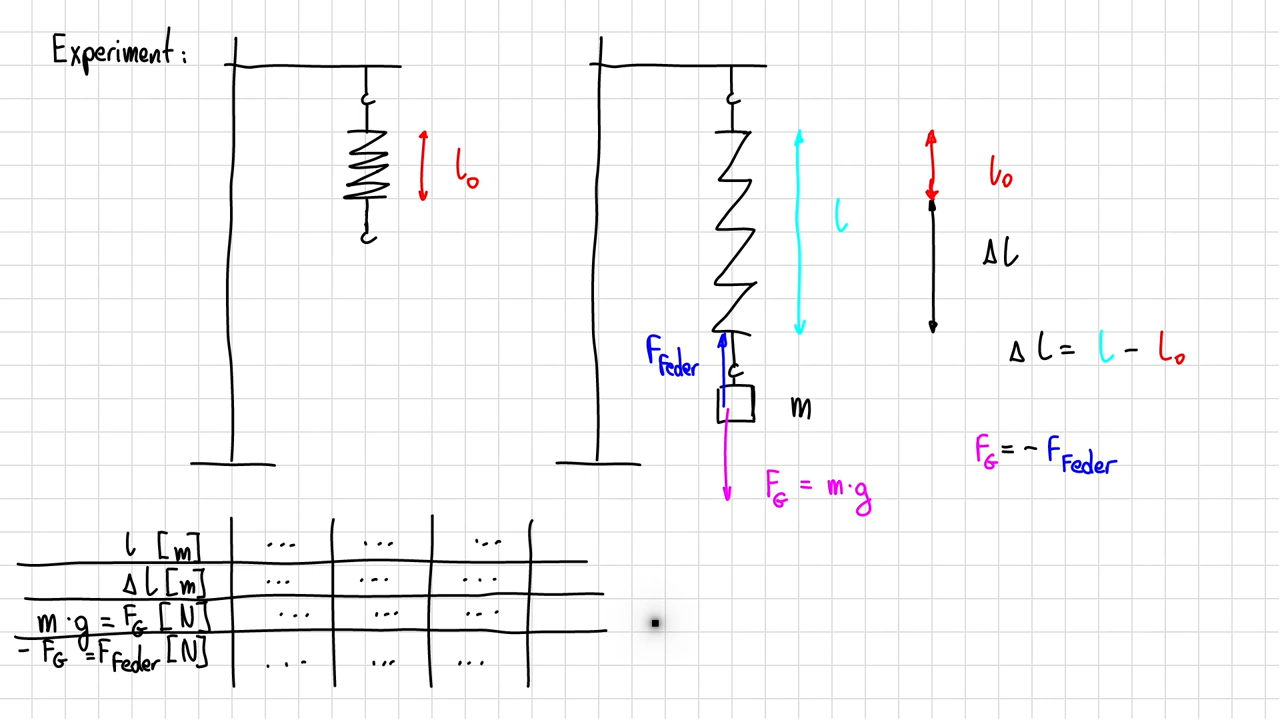 Experiment:
l₀
l
l₀
Δl
Δl = l - l₀
F_Feder
m
F_G = m·g
F_G = - F_Feder
l [m] ... ... ...
Δl [m] ... ... ...
m·g = F_G [N] ... ... ...
- F_G = F_Feder [N] ... ... ...